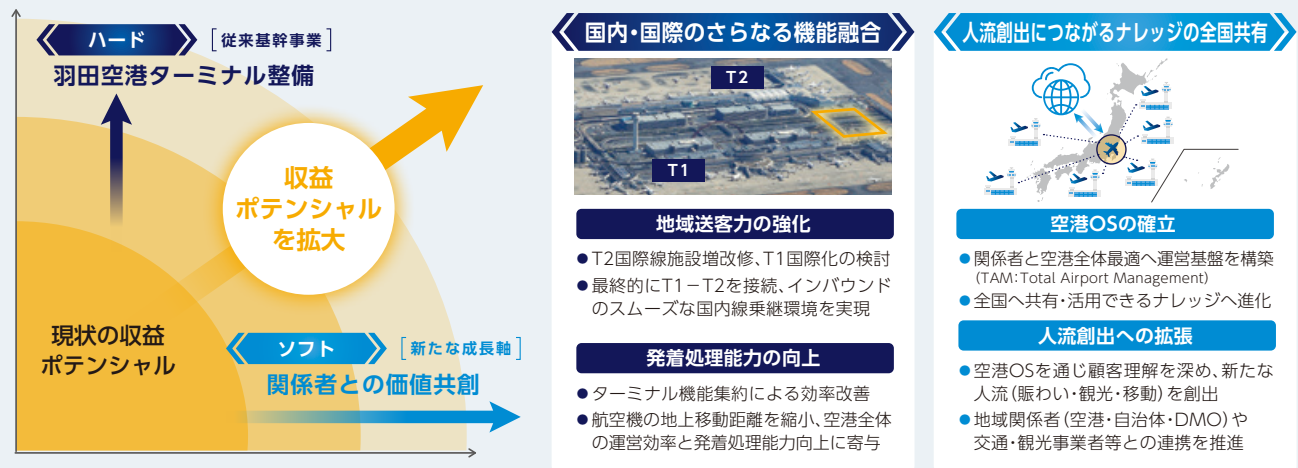 ハード
[従来基幹事業]
羽田空港ターミナル整備
収益
ポテンシャル
を拡大
現状の収益
ポテンシャル
ソフト
[新たな成長軸]
関係者との価値共創
国内・国際のさらなる機能融合
T2
T1
地域送客力の強化
●T2国際線施設増改修、T1国際化の検討
●最終的にT1−T2を接続、インバウンド
のスムーズな国内線乗継環境を実現
発着処理能力の向上
●ターミナル機能集約による効率改善
●航空機の地上移動距離を縮小、空港全体
の運営効率と発着処理能力向上に寄与
人流創出につながるナレッジの全国共有
空港OSの確立
●関係者と空港全体最適へ運営基盤を構築
(TAM:Total Airport Management)
●全国へ共有・活用できるナレッジへ進化
人流創出への拡張
●空港OSを通じ顧客理解を深め、新たな
人流(賑わい・観光・移動)を創出
●地域関係者(空港・自治体・DMO)や
交通・観光事業者等との連携を推進